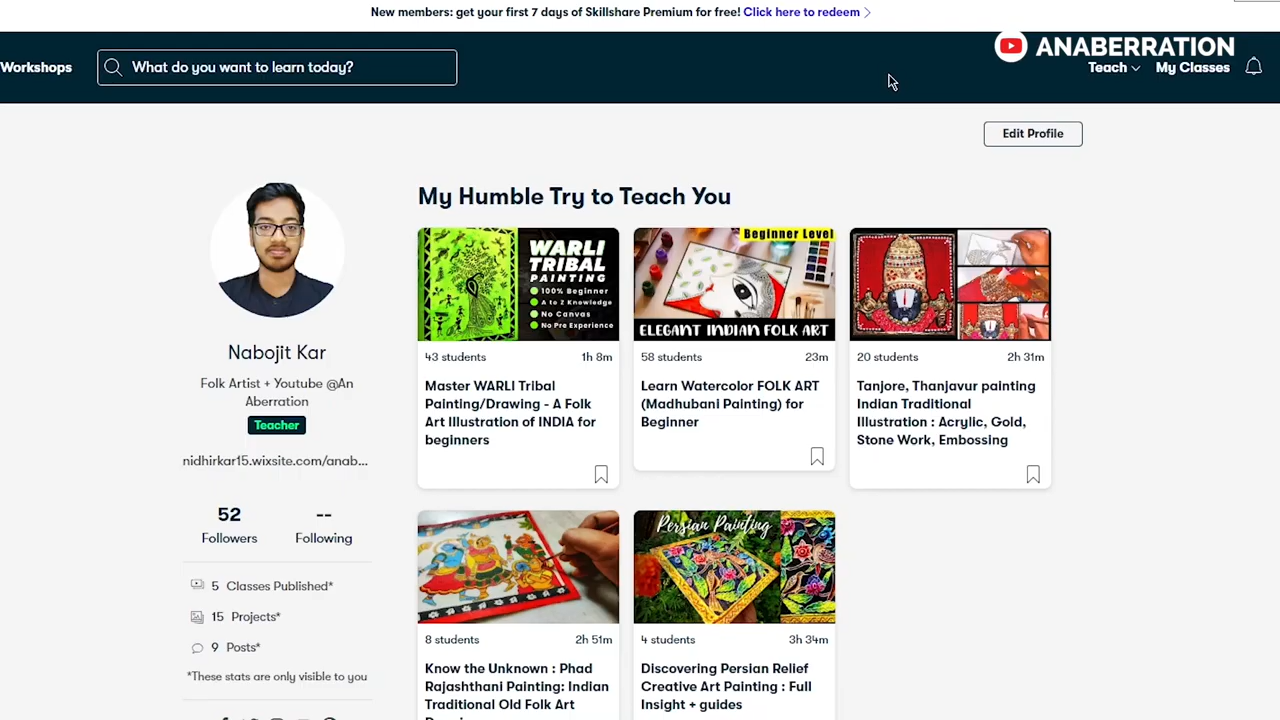 New members: get your first 7 days of Skillshare Premium for free! Click here to redeem
ANABERRATION
Workshops
What do you want to learn today?
Teach
My Classes
Edit Profile
My Humble Try to Teach You
WARLI
TRIBAL
PAINTING
100% Beginner
A to Z Knowledge
No Canvas
No Pre Experience
43 students 1h 8m
Master WARLI Tribal
Painting/Drawing - A Folk
Art Illustration of INDIA for
beginners
Beginner Level
ELEGANT INDIAN FOLK ART
58 students 23m
Learn Watercolor FOLK ART
(Madhubani Painting) for
Beginner
20 students 2h 31m
Tanjore, Thanjavur painting
Indian Traditional
Illustration : Acrylic, Gold,
Stone Work, Embossing
Nabojit Kar
Folk Artist + Youtube @An
Aberration
Teacher
nidhirkar15.wixsite.com/anab...
52 --
Followers Following
5 Classes Published*
15 Projects*
9 Posts*
*These stats are only visible to you
8 students 2h 51m
Know the Unknown : Phad
Rajashthani Painting: Indian
Traditional Old Folk Art
Persian Painting
4 students 3h 34m
Discovering Persian Relief
Creative Art Painting : Full
Insight + guides